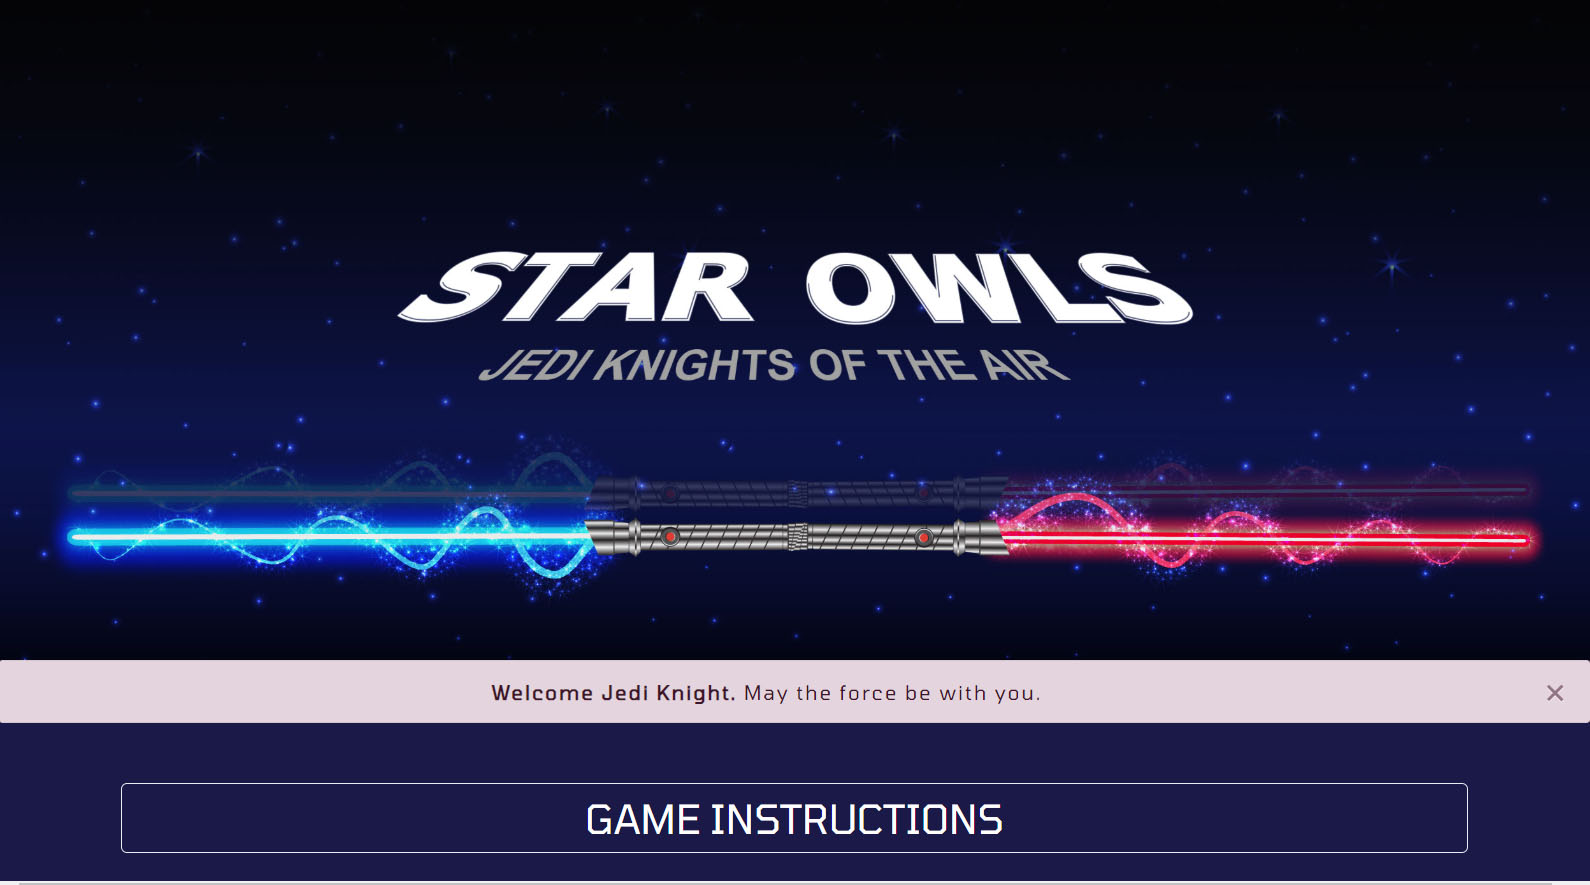 STAR OWLS
JEDI KNIGHTS OF THE AIR
Welcome Jedi Knight. May the force be with you.
GAME INSTRUCTIONS